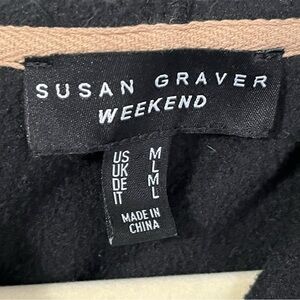 SUSAN GRAVER
WEEKEND
US M
UK L
DE M
IT L
MADE IN
CHINA